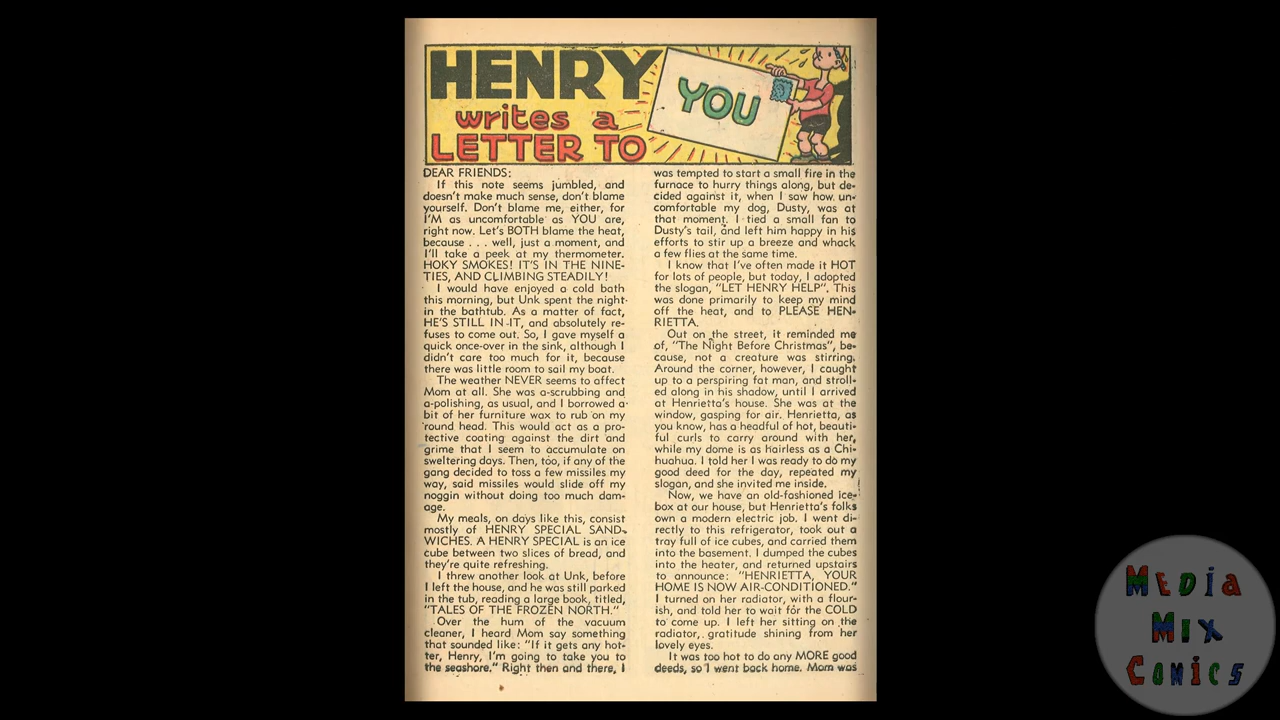 HENRY
writes a
LETTER TO
YOU
DEAR FRIENDS:
If this note seems jumbled, and
doesn't make much sense, don't blame
yourself. Don't blame me, either, for
I'M as uncomfortable as YOU are,
right now. Let's BOTH blame the heat,
because . . . well, just a moment, and
I'll take a peek at my thermometer.
HOKY SMOKES! IT'S IN THE NINE-
TIES, AND CLIMBING STEADILY!
I would have enjoyed a cold bath
this morning, but Unk spent the night
in the bathtub. As a matter of fact,
HE'S STILL IN IT, and absolutely re-
fuses to come out. So, I gave myself a
quick once-over in the sink, although I
didn't care too much for it, because
there was little room to sail my boat.
The weather NEVER seems to affect
Mom at all. She was a-scrubbing and
a-polishing, as usual, and I borrowed a
bit of her furniture wax to rub on my
round head. This would act as a pro-
tective coating against the dirt and
grime that I seem to accumulate on
sweltering days. Then, too, if any of the
gang decided to toss a few missiles my
way, said missiles would slide off my
noggin without doing too much dam-
age.
My meals, on days like this, consist
mostly of HENRY SPECIAL SAND-
WICHES. A HENRY SPECIAL is an ice
cube between two slices of bread, and
they're quite refreshing.
I threw another look at Unk, before
I left the house, and he was still parked
in the tub, reading a large book, titled,
"TALES OF THE FROZEN NORTH."
Over the hum of the vacuum
cleaner, I heard Mom say something
that sounded like: "If it gets any hot-
ter, Henry, I'm going to take you to
the seashore." Right then and there, I
was tempted to start a small fire in the
furnace to hurry things along, but de-
cided against it, when I saw how un-
comfortable my dog, Dusty, was at
that moment. I tied a small fan to
Dusty's tail, and left him happy in his
efforts to stir up a breeze and whack
a few flies at the same time.
I know that I've often made it HOT
for lots of people, but today, I adopted
the slogan, "LET HENRY HELP". This
was done primarily to keep my mind
off the heat, and to PLEASE HEN-
RIETTA.
Out on the street, it reminded me
of, "The Night Before Christmas", be-
cause, not a creature was stirring.
Around the corner, however, I caught
up to a perspiring fat man, and stroll-
ed along in his shadow, until I arrived
at Henrietta's house. She was at the
window, gasping for air. Henrietta, as
you know, has a headful of hot, beauti-
ful curls to carry around with her,
while my dome is as hairless as a Chi-
huahua. I told her I was ready to do my
good deed for the day, repeated my
slogan, and she invited me inside.
Now, we have an old-fashioned ice-
box at our house, but Henrietta's folks
own a modern electric job. I went di-
rectly to this refrigerator, took out a
tray full of ice cubes, and carried them
into the basement. I dumped the cubes
into the heater, and returned upstairs
to announce: "HENRIETTA, YOUR
HOME IS NOW AIR-CONDITIONED."
I turned on her radiator, with a flour-
ish, and told her to wait for the COLD
to come up. I left her sitting on the
radiator, gratitude shining from her
lovely eyes.
It was too hot to do any MORE good
deeds, so I went back home. Mom was
MEDiA
MiX
COMiCS